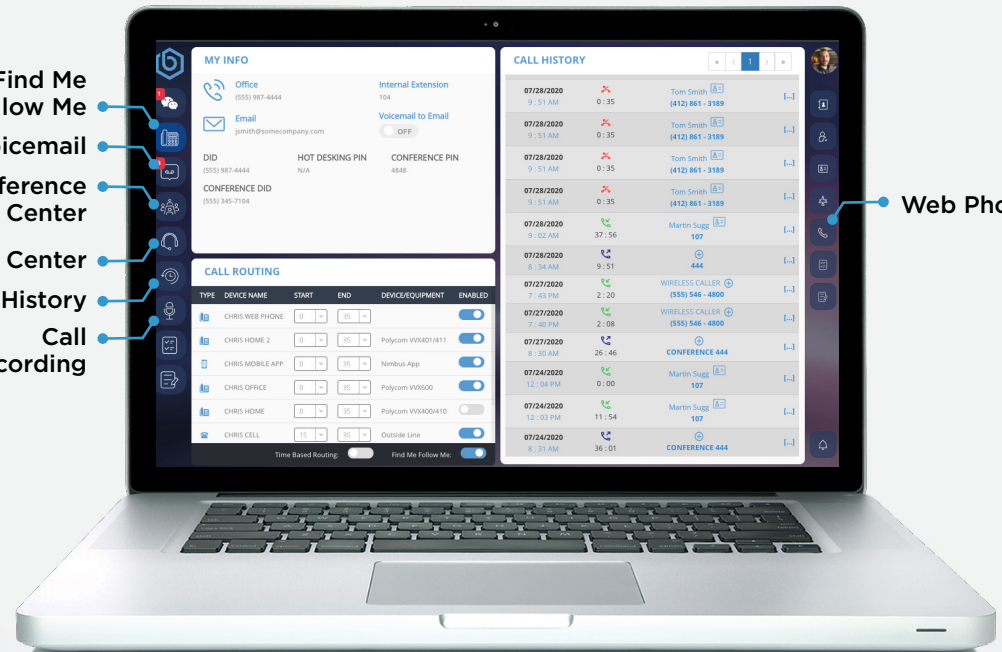 Find Me
llow Me
oicemail
ference
Center
Center
History
Call
cording
Web Pho
MY INFO
Office
(555) 987-4444
Internal Extension
104
Email
jsmith@somecompany.com
Voicemail to Email
OFF
DID
HOT DESKING PIN
CONFERENCE PIN
(555) 987-4444
N/A
4848
CONFERENCE DID
(555) 345-7104
CALL ROUTING
TYPE DEVICE NAME START END DEVICE/EQUIPMENT ENABLED
CHRIS WEB PHONE 0 35
CHRIS HOME 2 0 35 Polycom VVX401/411
CHRIS MOBILE APP 0 35 Nimbus App
CHRIS OFFICE 0 35 Polycom VVX600
CHRIS HOME 0 35 Polycom VVX400/410
CHRIS CELL 15 35 Outside Line
Time Based Routing: Find Me Follow Me:
CALL HISTORY
« < 1 > »
07/28/2020 Tom Smith
9 : 51 AM 0 : 35 (412) 861 - 3189 [...]
07/28/2020 Tom Smith
9 : 51 AM 0 : 35 (412) 861 - 3189 [...]
07/28/2020 Tom Smith
9 : 51 AM 0 : 35 (412) 861 - 3189 [...]
07/28/2020 Tom Smith
9 : 51 AM 0 : 35 (412) 861 - 3189 [...]
07/28/2020 Martin Sugg
9 : 02 AM 37 : 56 107 [...]
07/28/2020
8 : 34 AM 9 : 51 444 [...]
07/27/2020 WIRELESS CALLER
7 : 43 PM 2 : 20 (555) 546 - 4800 [...]
07/27/2020 WIRELESS CALLER
7 : 40 PM 2 : 08 (555) 546 - 4800 [...]
07/27/2020
8 : 30 AM 26 : 46 CONFERENCE 444 [...]
07/24/2020 Martin Sugg
12 : 04 PM 0 : 00 107 [...]
07/24/2020 Martin Sugg
12 : 03 PM 11 : 54 107 [...]
07/24/2020
8 : 31 AM 36 : 01 CONFERENCE 444 [...]